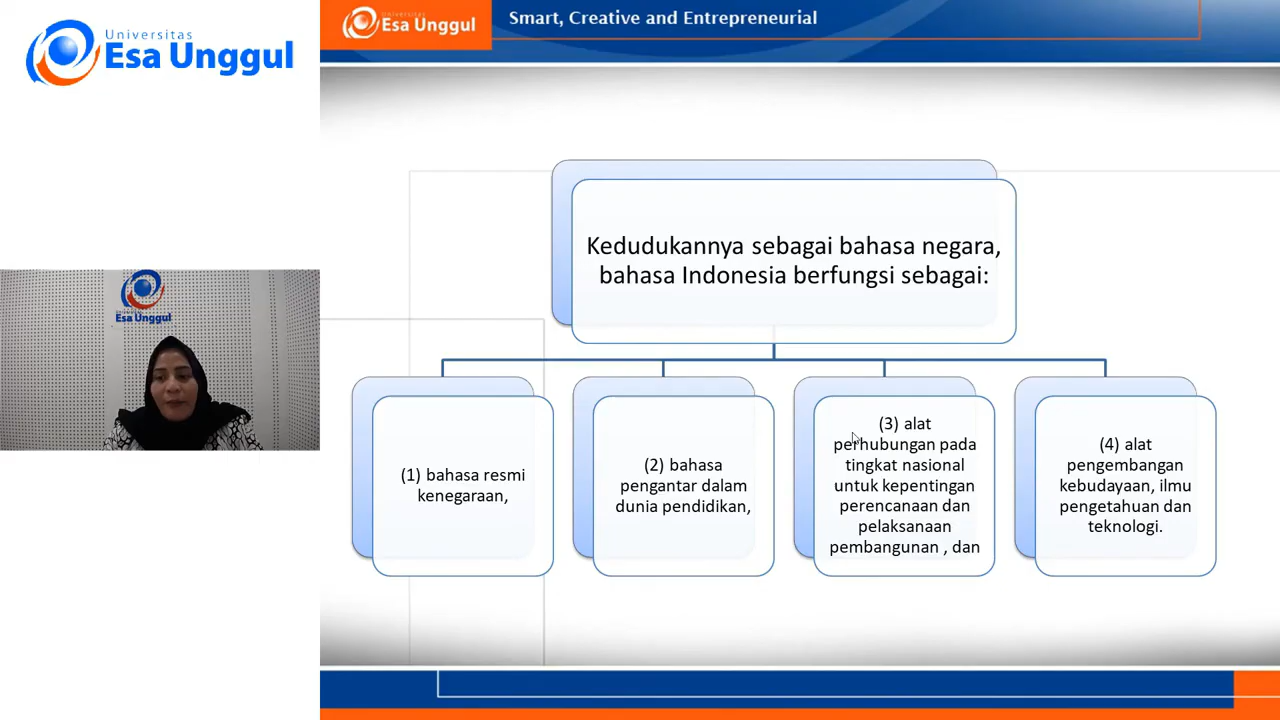 Universitas
Esa Unggul
Universitas
Esa Unggul
Smart, Creative and Entrepreneurial
Esa Unggul
Kedudukannya sebagai bahasa negara,
bahasa Indonesia berfungsi sebagai:
(1) bahasa resmi
kenegaraan,
(2) bahasa
pengantar dalam
dunia pendidikan,
(3) alat
perhubungan pada
tingkat nasional
untuk kepentingan
perencanaan dan
pelaksanaan
pembangunan , dan
(4) alat
pengembangan
kebudayaan, ilmu
pengetahuan dan
teknologi.